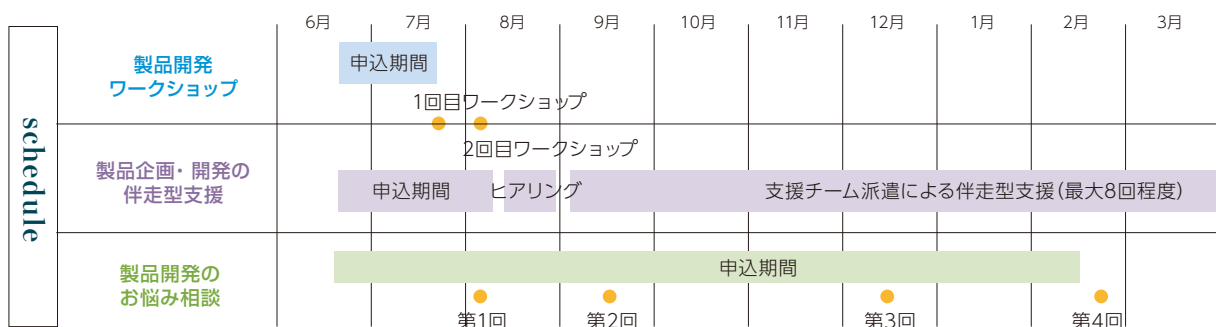 6月 7月 8月 9月 10月 11月 12月 1月 2月 3月
schedule
製品開発
ワークショップ
申込期間
1回目ワークショップ
2回目ワークショップ
製品企画・開発の
伴走型支援
申込期間 ヒアリング 支援チーム派遣による伴走型支援(最大8回程度)
製品開発の
お悩み相談
申込期間
第1回 第2回 第3回 第4回